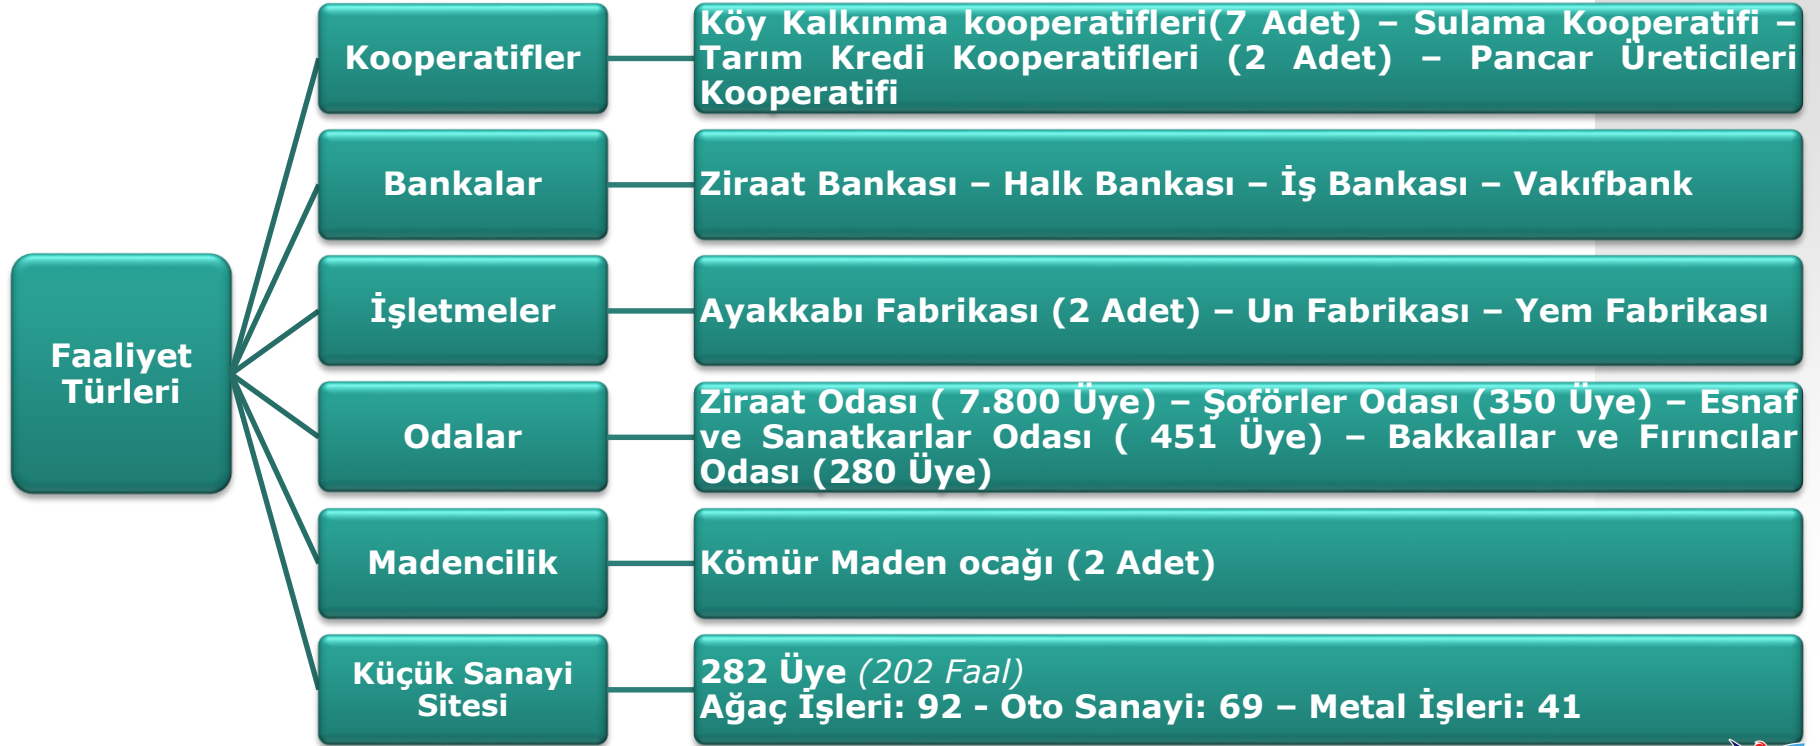 Faaliyet
Türleri
Kooperatifler
Köy Kalkınma kooperatifleri(7 Adet) – Sulama Kooperatifi –
Tarım Kredi Kooperatifleri (2 Adet) – Pancar Üreticileri
Kooperatifi
Bankalar
Ziraat Bankası – Halk Bankası – İş Bankası – Vakıfbank
İşletmeler
Ayakkabı Fabrikası (2 Adet) – Un Fabrikası – Yem Fabrikası
Odalar
Ziraat Odası ( 7.800 Üye) – Şoförler Odası (350 Üye) – Esnaf
ve Sanatkarlar Odası ( 451 Üye) – Bakkallar ve Fırıncılar
Odası (280 Üye)
Madencilik
Kömür Maden ocağı (2 Adet)
Küçük Sanayi
Sitesi
282 Üye (202 Faal)
Ağaç İşleri: 92 - Oto Sanayi: 69 – Metal İşleri: 41